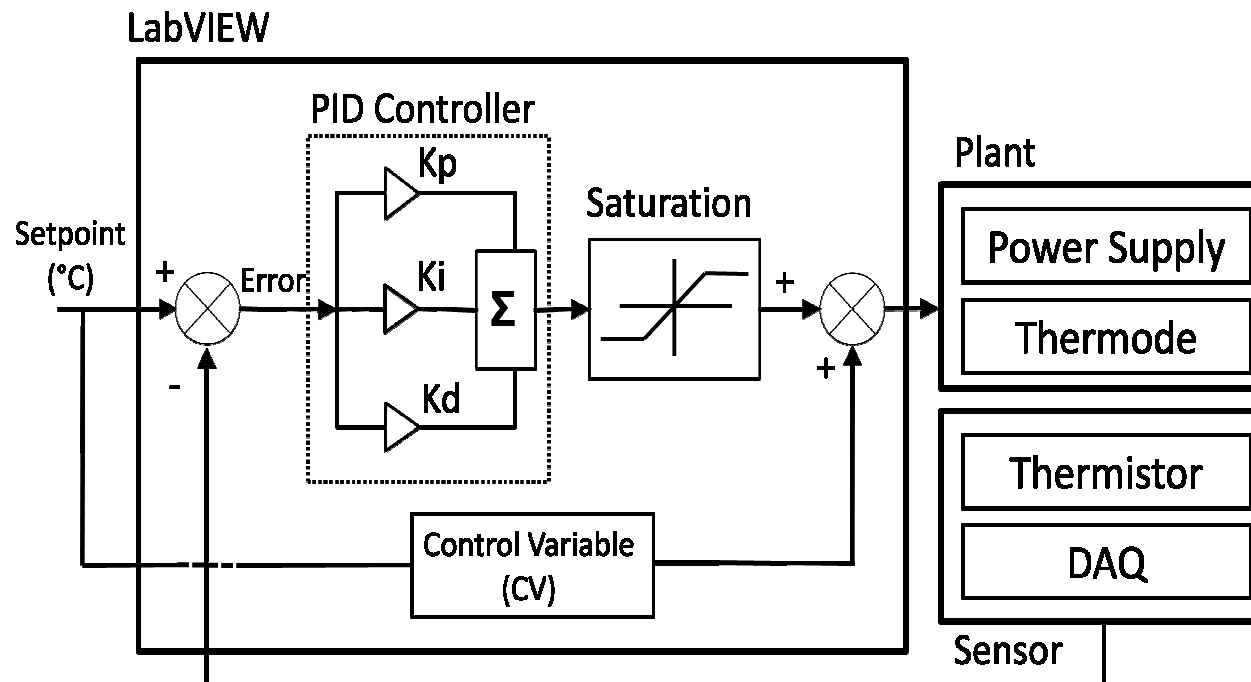 LabVIEW
PID Controller
Kp
Plant
Saturation
Power Supply
Setpoint
(°C)
+
Error
Ki
Σ
+
Thermode
-
+
Kd
Thermistor
Control Variable
(CV)
DAQ
Sensor